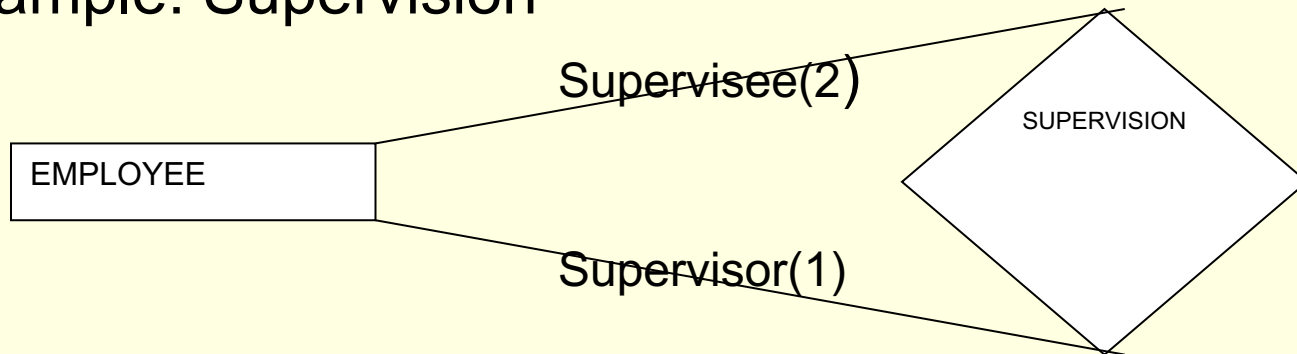 ample: Supervision
Supervisee(2)
SUPERVISION
EMPLOYEE
Supervisor(1)